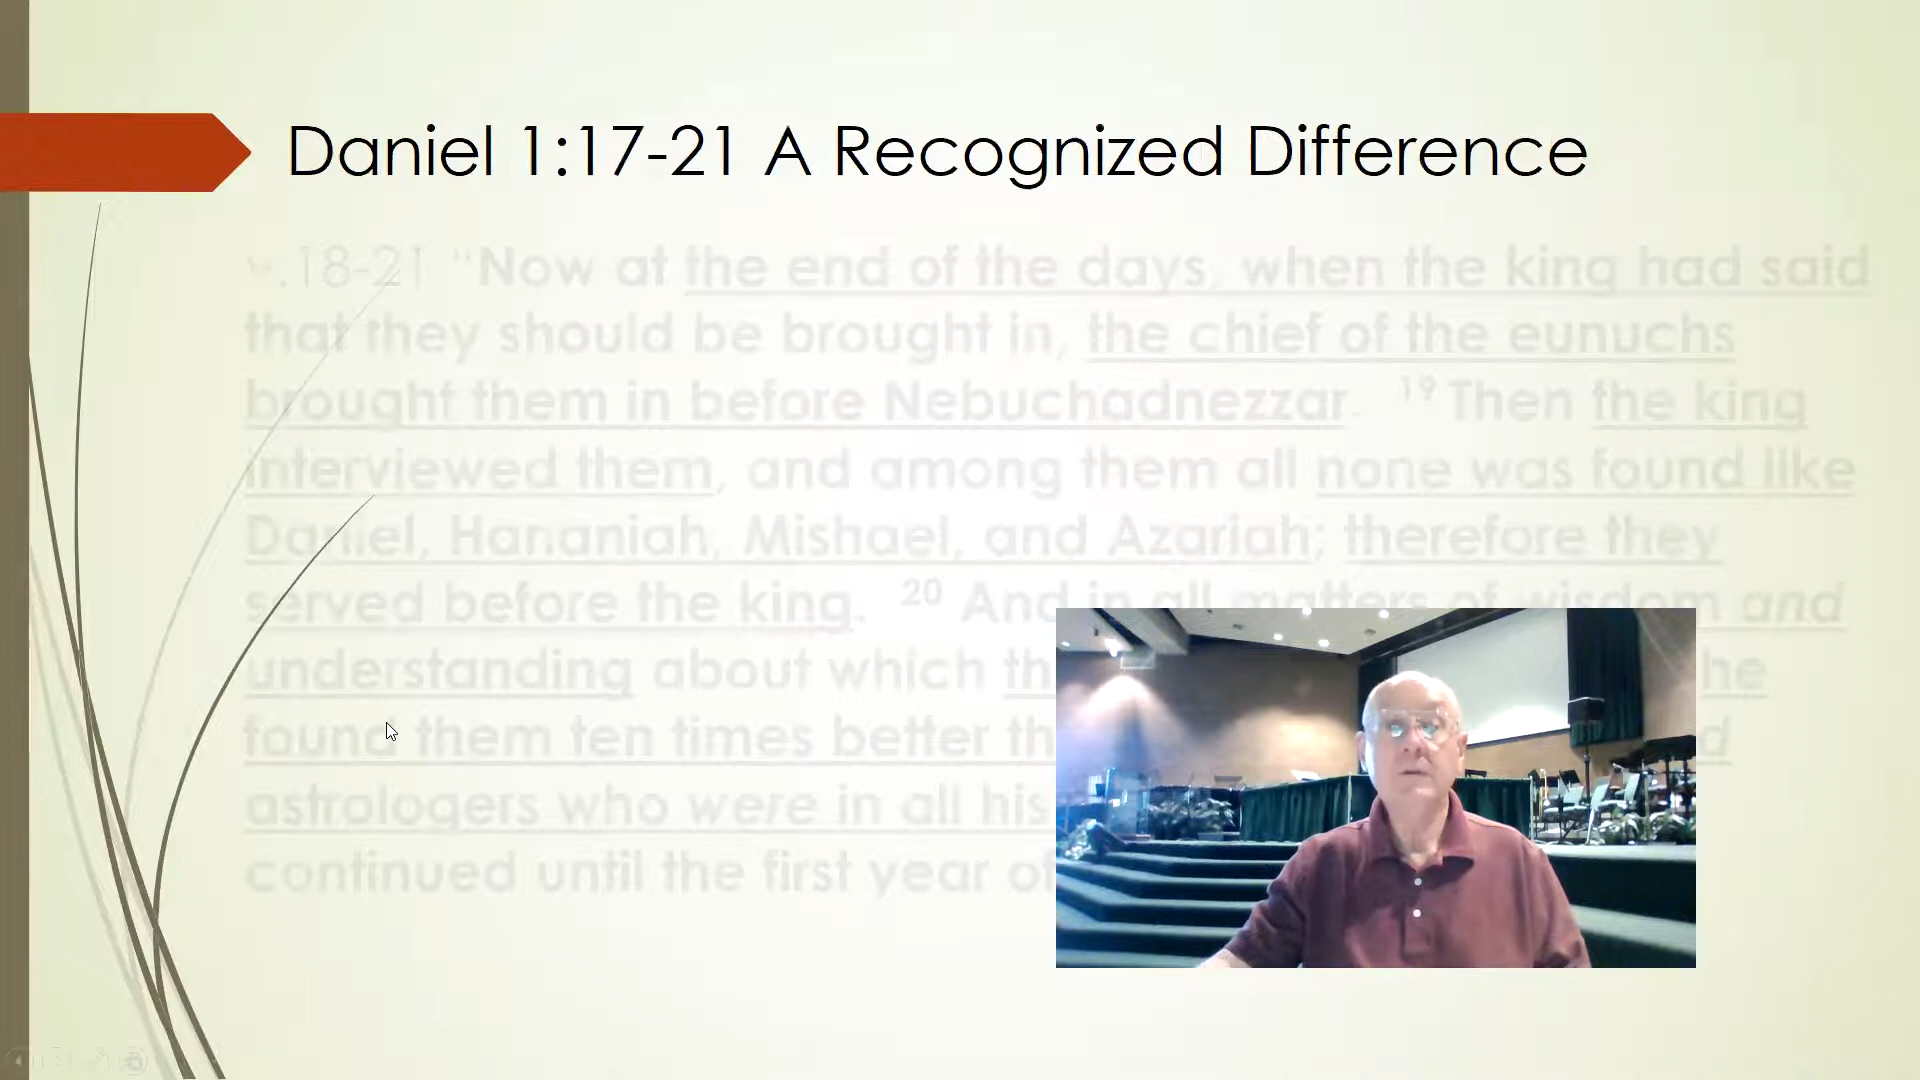 Daniel 1:17-21 A Recognized Difference
v.18-21 “Now at the end of the days, when the king had said
that they should be brought in, the chief of the eunuchs
brought them in before Nebuchadnezzar. 19 Then the king
interviewed them, and among them all none was found like
Daniel, Hananiah, Mishael, and Azariah; therefore they
served before the king. 20 And in all matters of wisdom and
understanding about which he
found them ten times better
astrologers who were in all his
continued until the first year of